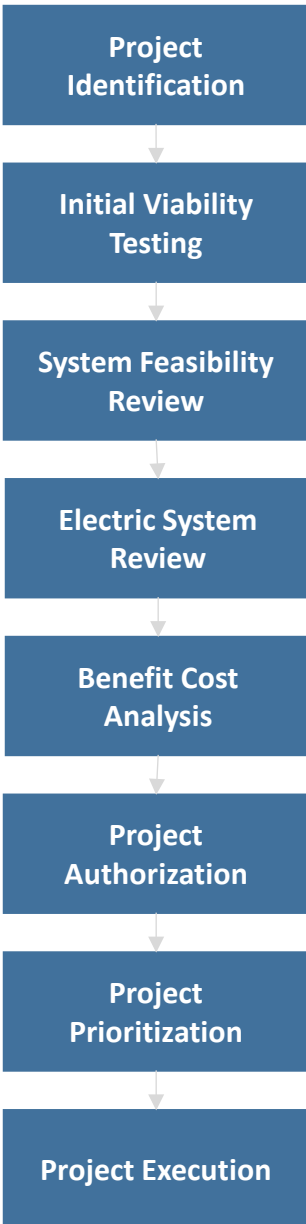 Project
Identification
Initial Viability
Testing
System Feasibility
Review
Electric System
Review
Benefit Cost
Analysis
Project
Authorization
Project
Prioritization
Project Execution